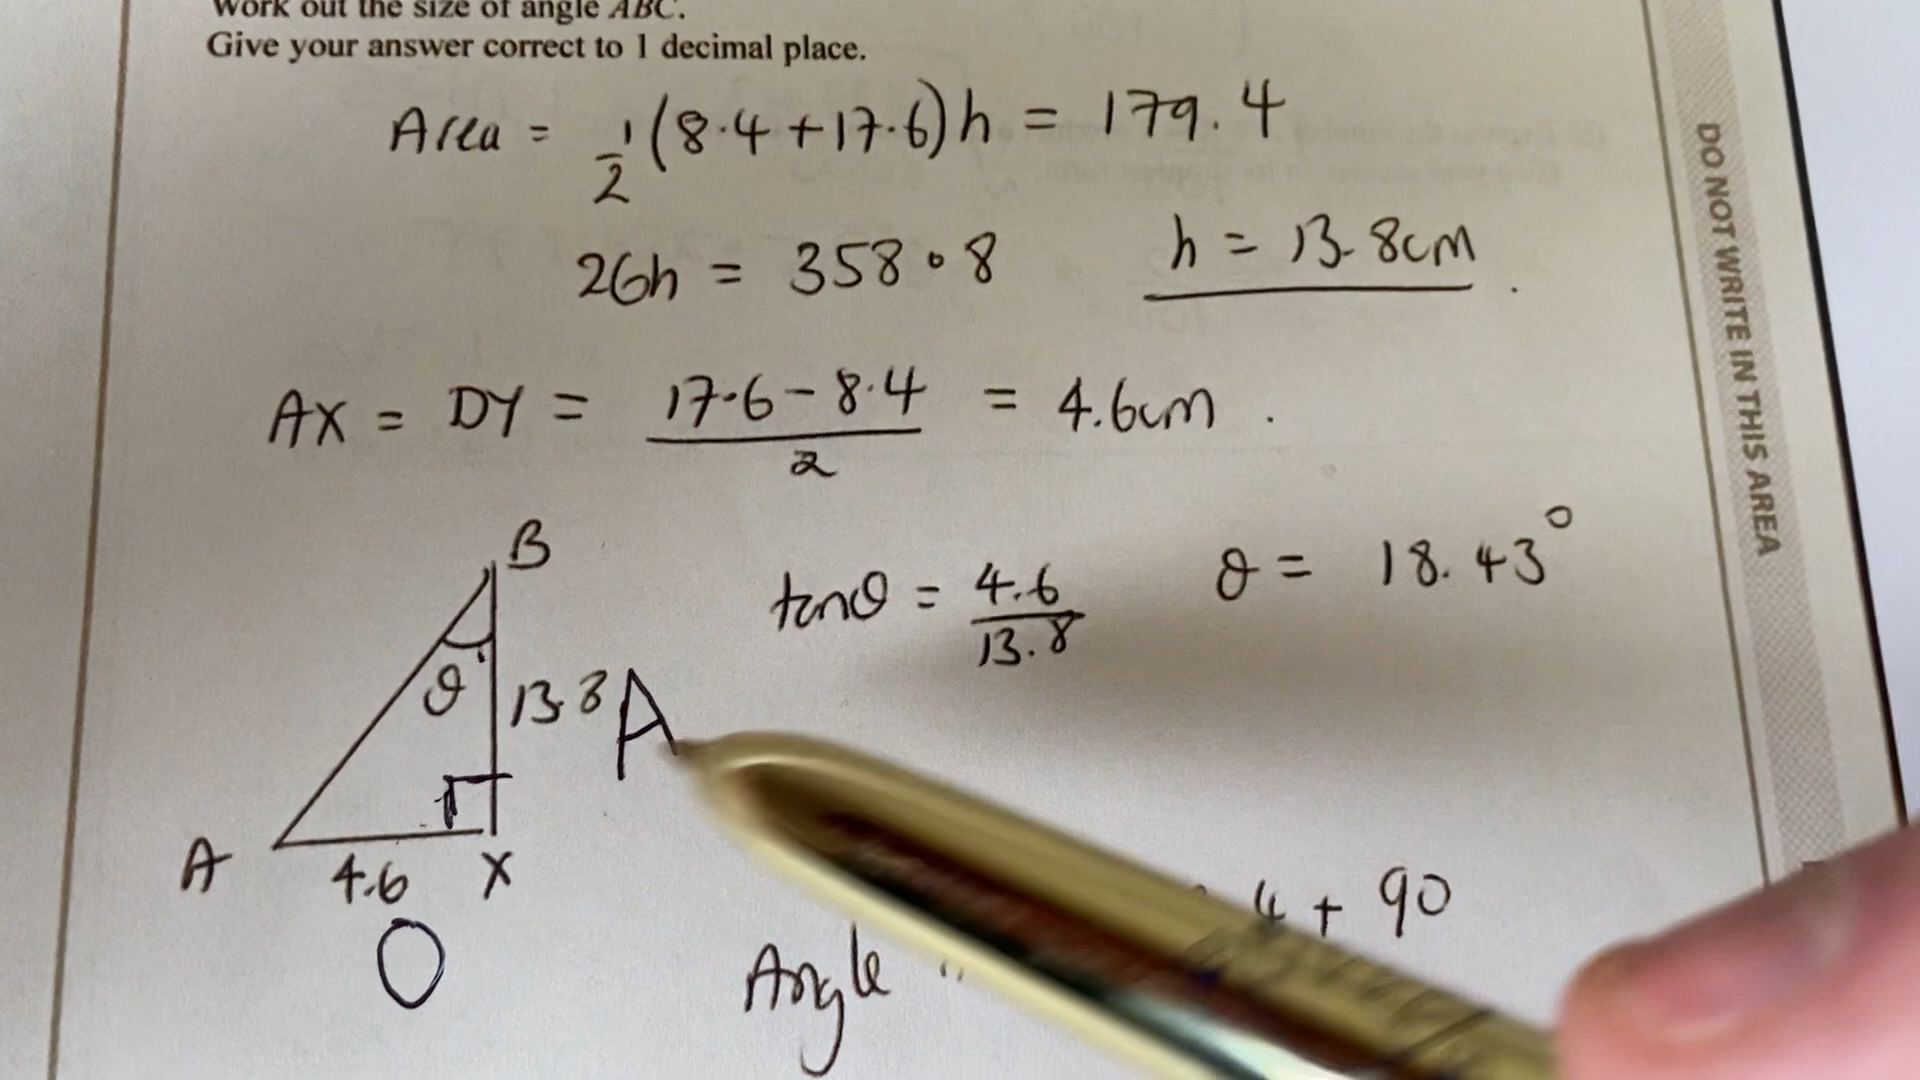 Work out the size of angle ABC.
Give your answer correct to 1 decimal place.
Area = 1/2 (8.4 + 17.6) h = 179.4
26h = 358.8 h = 13.8cm
AX = DY = 17.6 - 8.4 / 2 = 4.6cm .
B
tanθ = 4.6 / 13.8 θ = 18.43°
θ 13.8 A
A 4.6 X
O
4 + 90
Angle
DO NOT WRITE IN THIS AREA